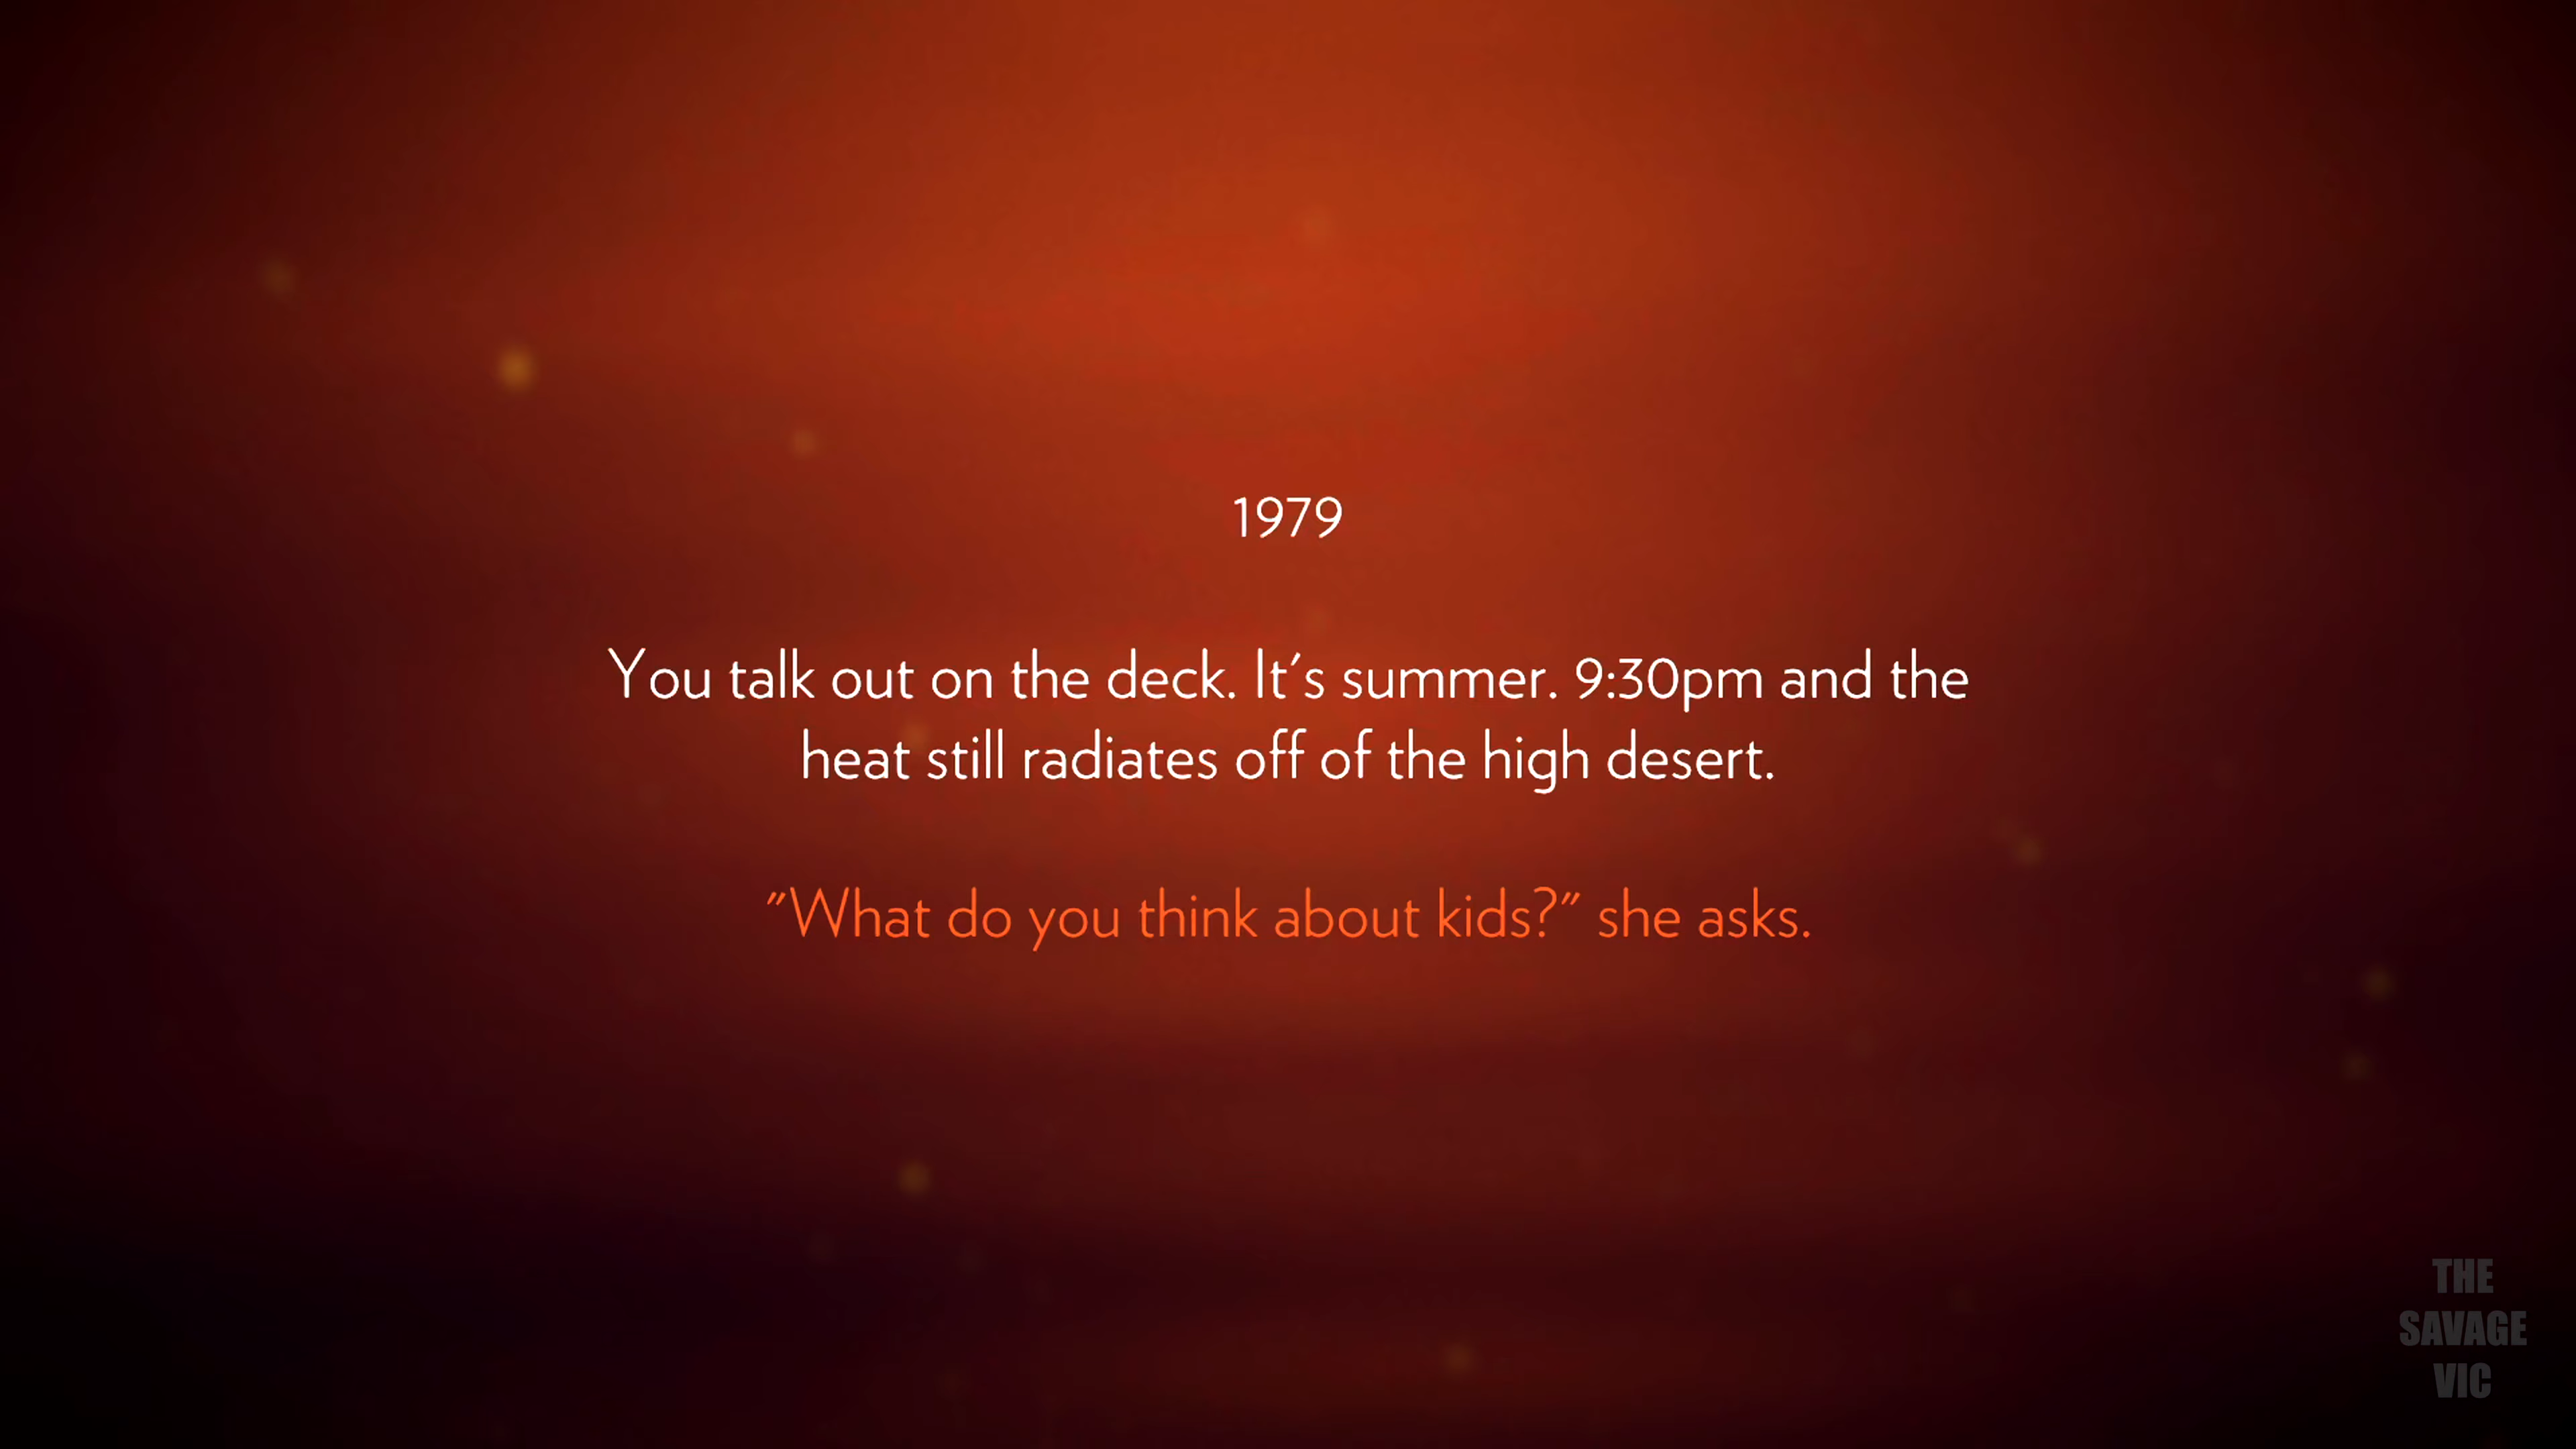 1979
You talk out on the deck. It's summer. 9:30pm and the
heat still radiates off of the high desert.
"What do you think about kids?" she asks.
THE
SAVAGE
VIC